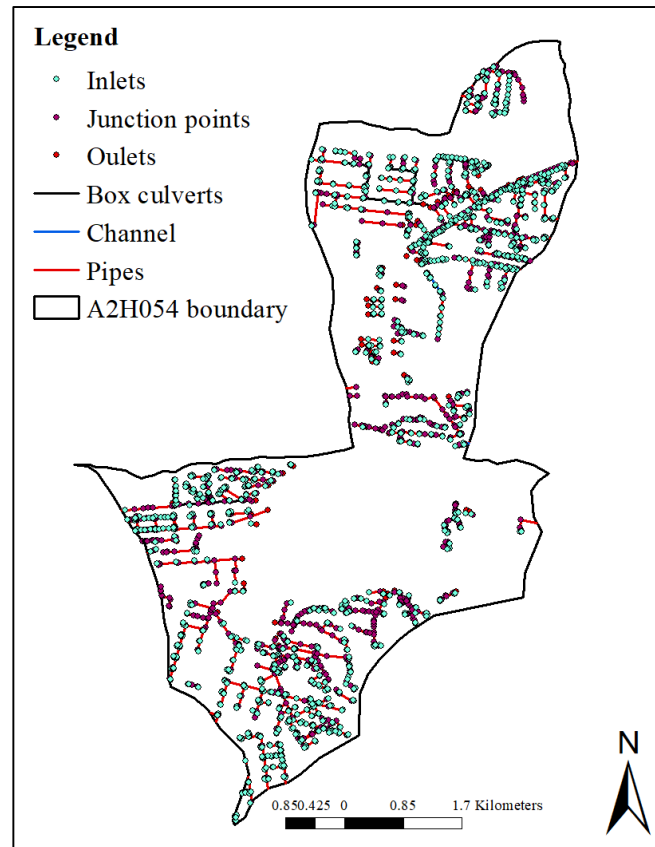 Legend
Inlets
Junction points
Oulets
Box culverts
Channel
Pipes
A2H054 boundary
N
0.850.425 0 0.85 1.7 Kilometers